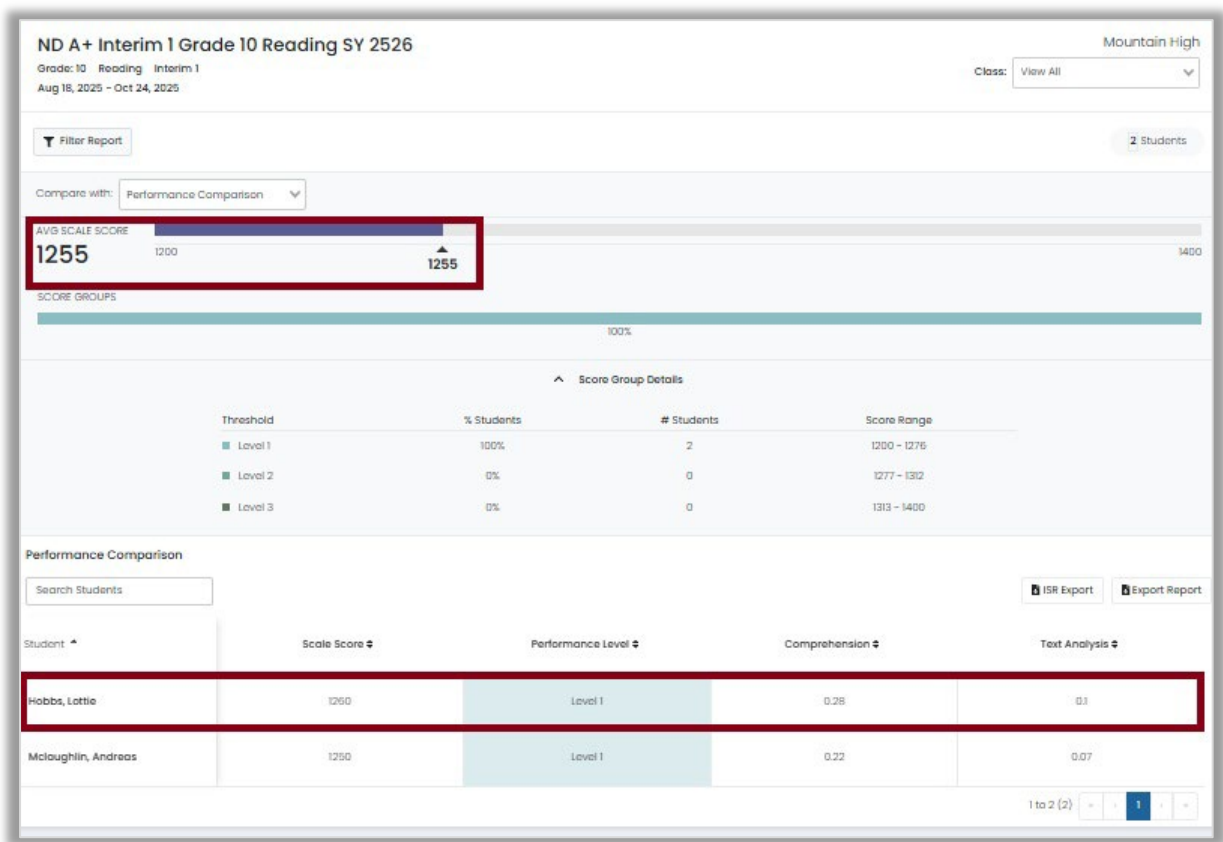 ND A+ Interim 1 Grade 10 Reading SY 2526
Mountain High
Grade: 10 Reading Interim 1
Class: View All
Aug 18, 2025 - Oct 24, 2025
Filter Report
2 Students
Compare with: Performance Comparison
AVG SCALE SCORE
1255
1200
1255
1400
SCORE GROUPS
100%
Score Group Details
Threshold % Students # Students Score Range
Level 1 100% 2 1200 - 1276
Level 2 0% 0 1277 - 1312
Level 3 0% 0 1313 - 1400
Performance Comparison
Search Students
ISR Export Export Report
Student Scale Score Performance Level Comprehension Text Analysis
Hobbs, Lottie 1260 Level 1 0.28 0.1
Mclaughlin, Andreas 1250 Level 1 0.22 0.07
1 to 2 (2) « ‹ 1 › »